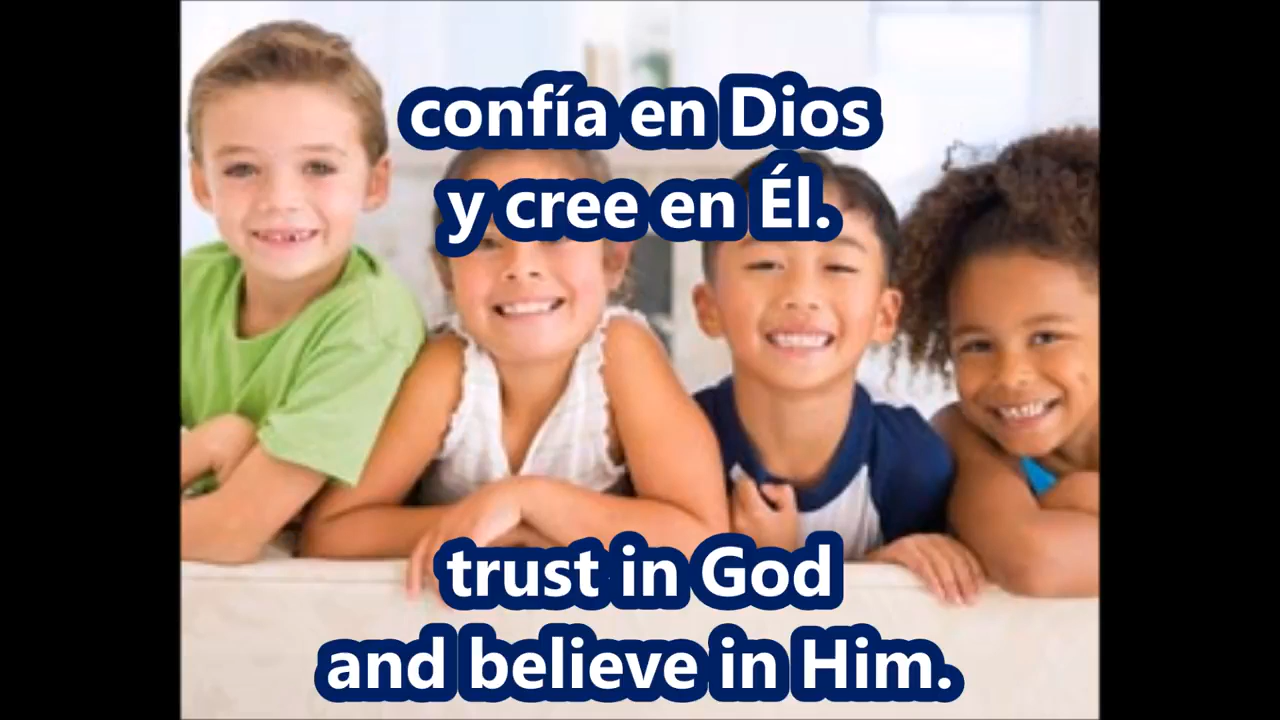 confía en Dios
y cree en Él.
trust in God
and believe in Him.